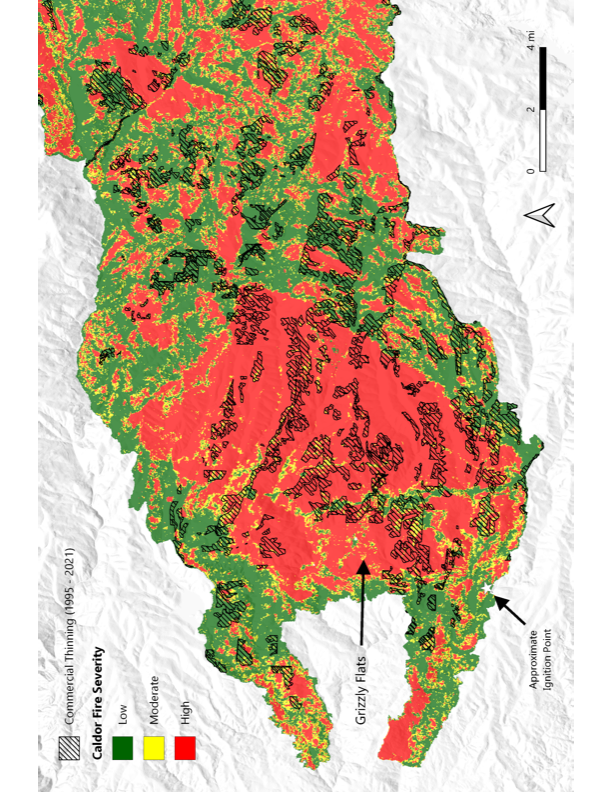 Commercial Thinning (1995 - 2021)
Caldor Fire Severity
Low
Moderate
High
Grizzly Flats
Approximate
Ignition Point
0 2 4 mi